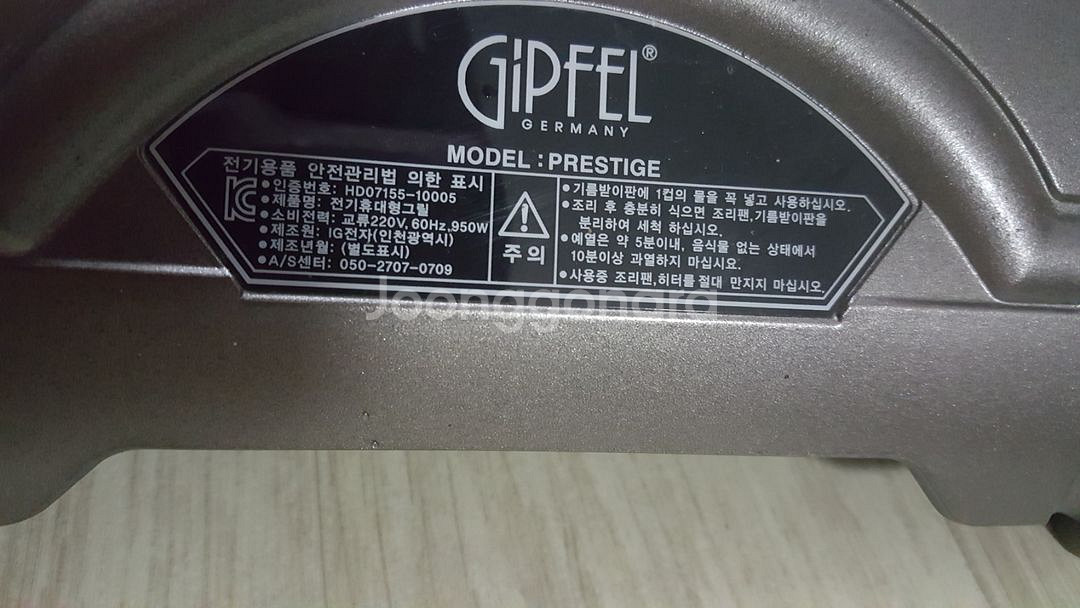 GIPFEL®
GERMANY
MODEL : PRESTIGE
전기용품 안전관리법 의한 표시
• 인증번호: HD07155-10005
• 제품명: 전기휴대형그릴
• 소비전력: 교류220V, 60Hz, 950W
• 제조원: IG전자(인천광역시)
• 제조년월: (별도표시)
• A/S센터: 050-2707-0709
주의
• 기름받이판에 1컵의 물을 꼭 넣고 사용하십시오.
• 조리 후 충분히 식으면 조리팬,기름받이판을
분리하여 세척 하십시오.
• 예열은 약 5분이내, 음식물 없는 상태에서
10분이상 과열하지 마십시요.
• 사용중 조리팬,히터를 절대 만지지 마십시오.
Joonggonara